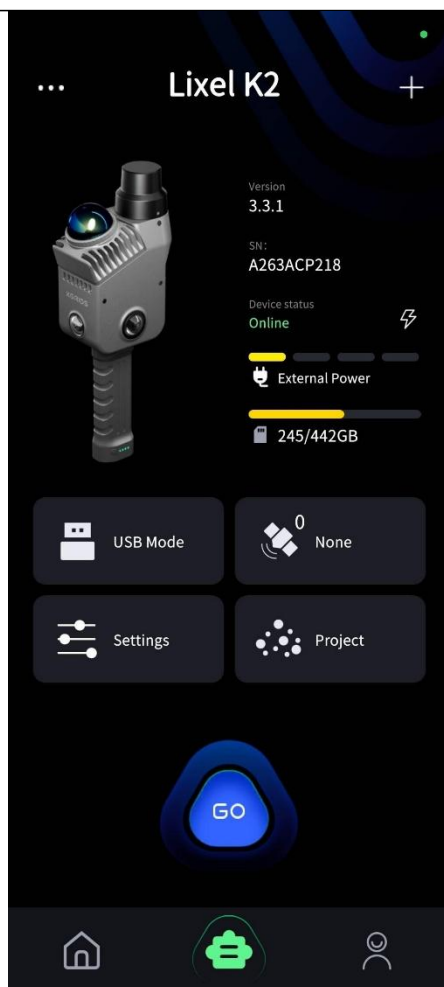 Lixel K2
Version
3.3.1
SN:
A263ACP218
Device status
Online
External Power
245/442GB
USB Mode
0
None
Settings
Project
GO